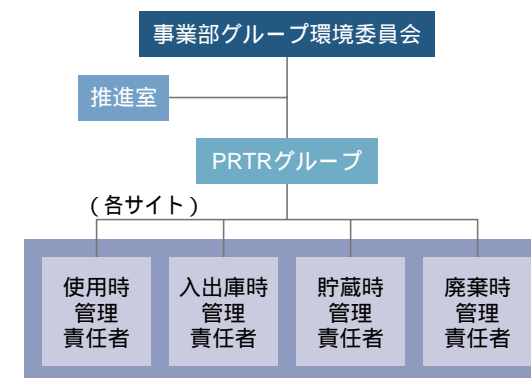 事業部グループ環境委員会
推進室
PRTRグループ
（各サイト）
使用時
管理
責任者
入出庫時
管理
責任者
貯蔵時
管理
責任者
廃棄時
管理
責任者